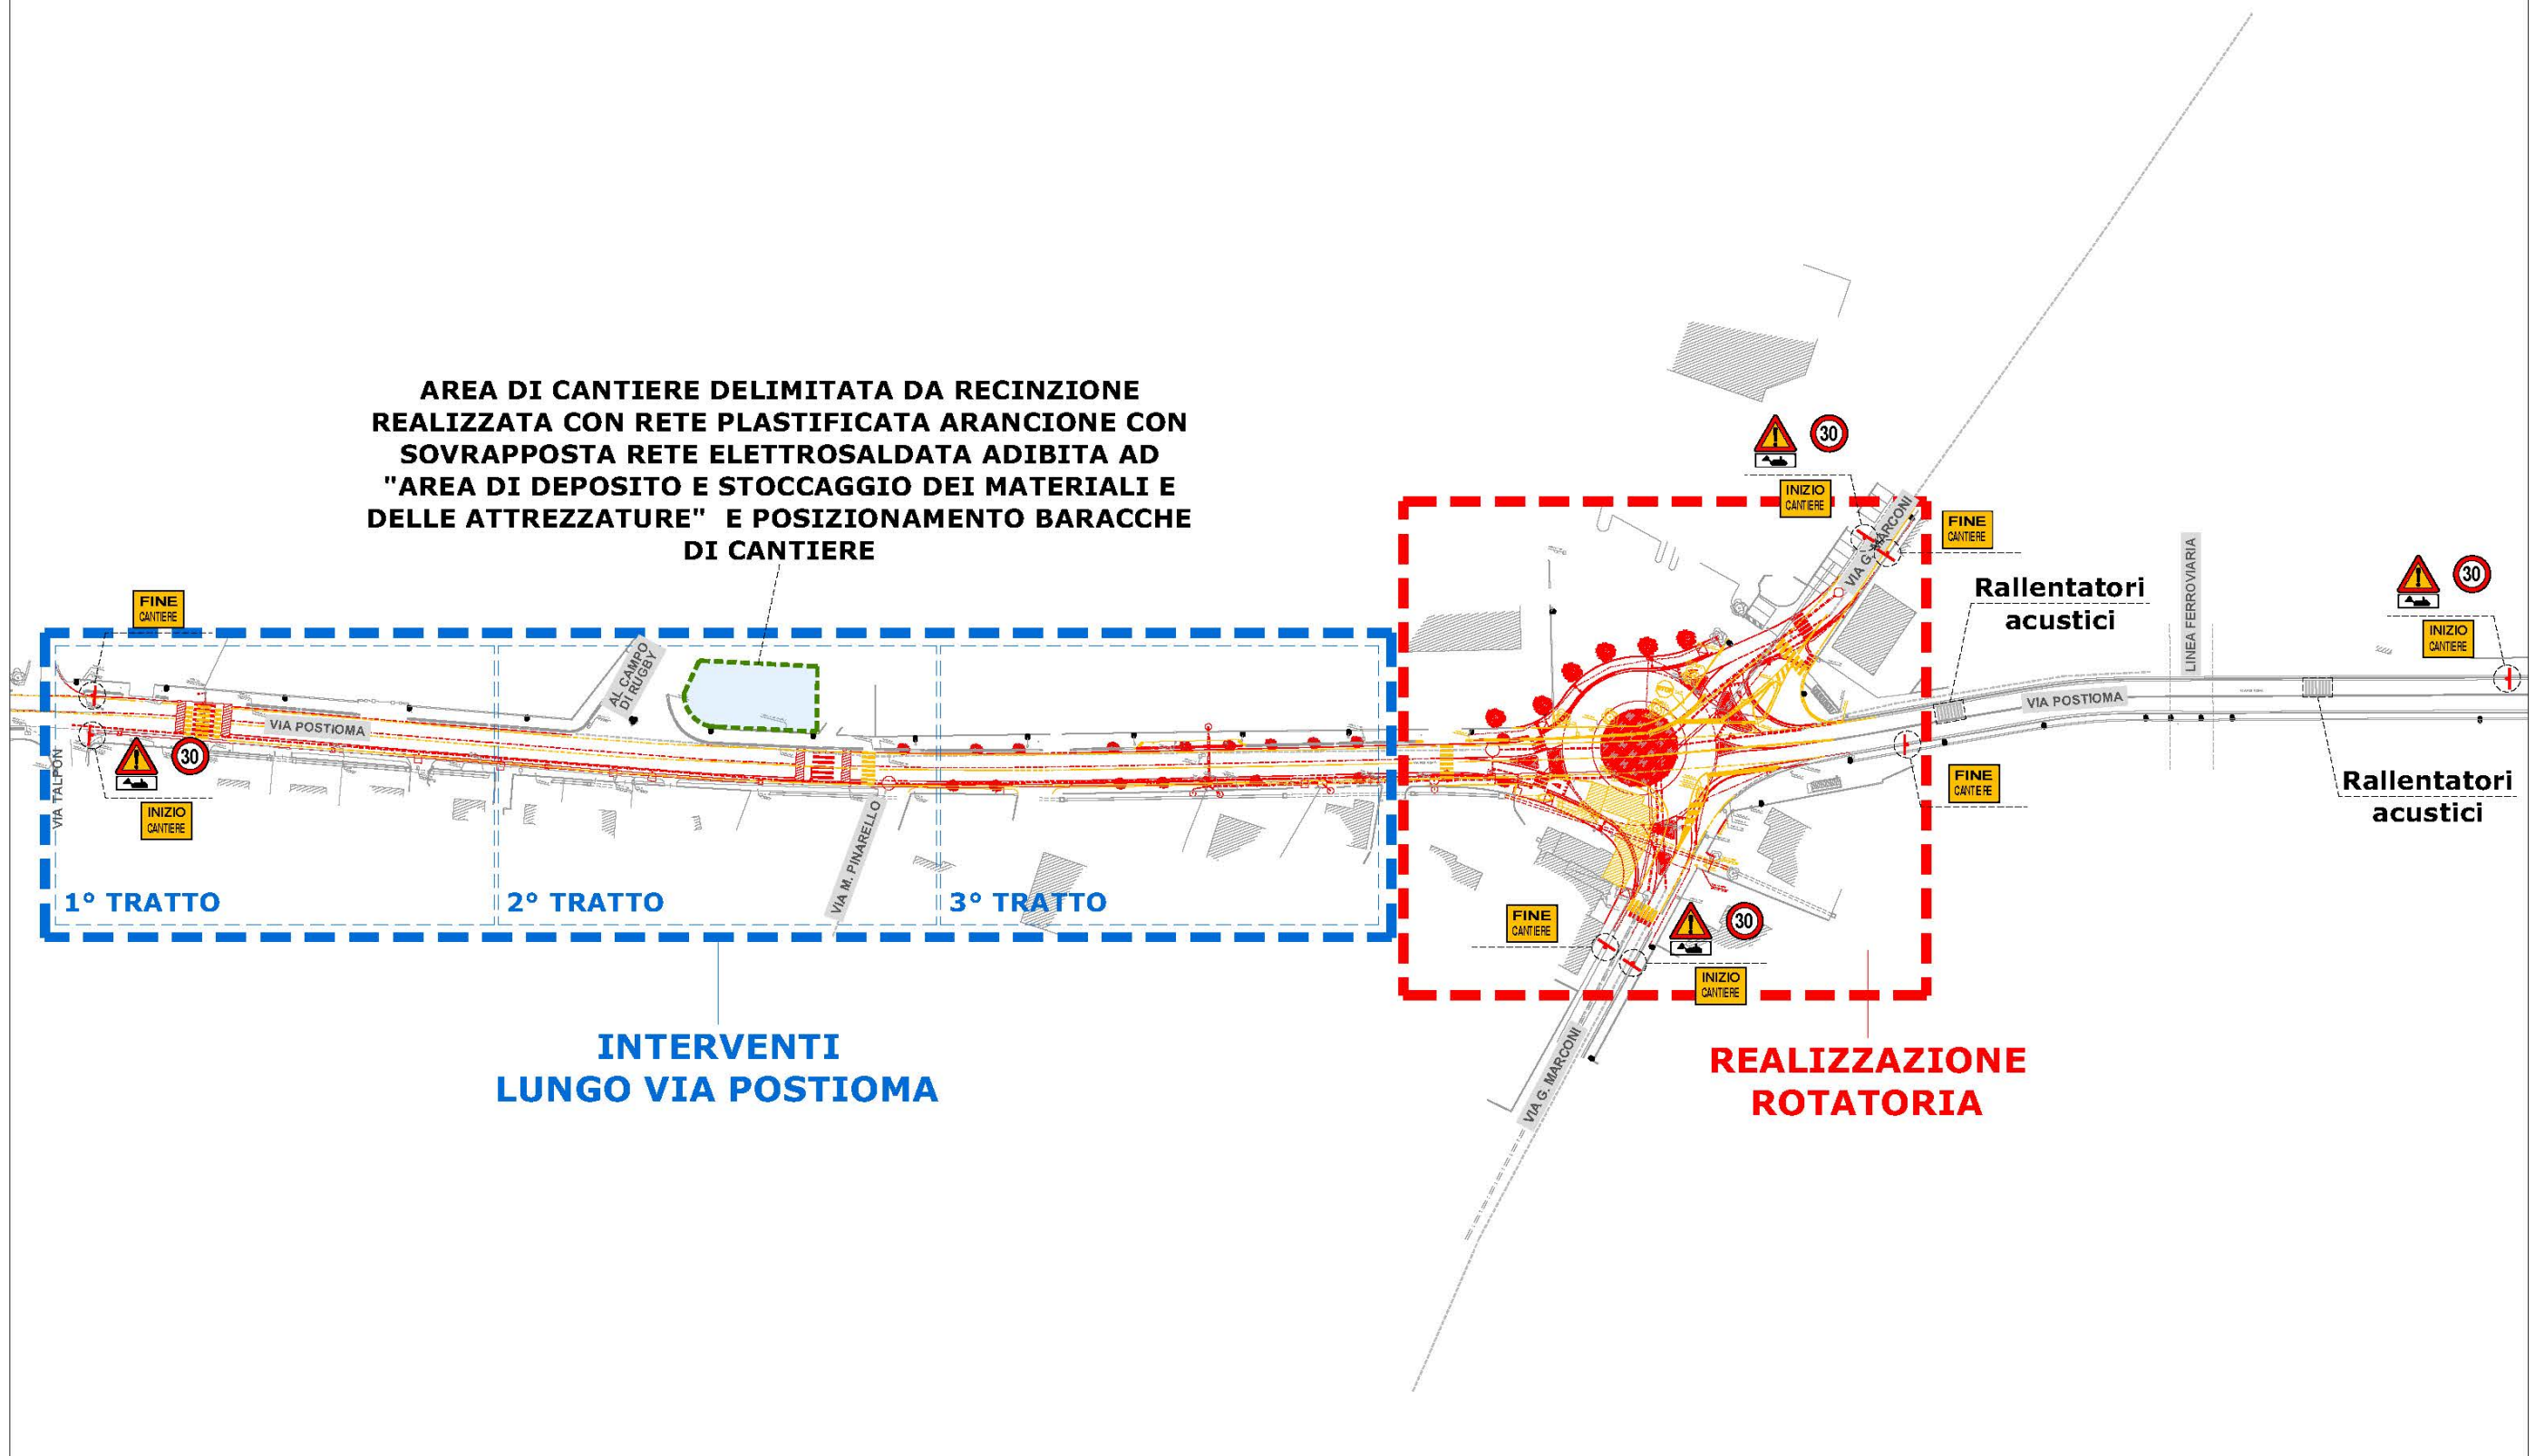 AREA DI CANTIERE DELIMITATA DA RECINZIONE
REALIZZATA CON RETE PLASTIFICATA ARANCIONE CON
SOVRAPPOSTA RETE ELETTROSALDATA ADIBITA AD
"AREA DI DEPOSITO E STOCCAGGIO DEI MATERIALI E
DELLE ATTREZZATURE" E POSIZIONAMENTO BARACCHE
DI CANTIERE
30
INIZIO
CANTIERE
VIA G. MARCONI
FINE
CANTIERE
LINEA FERROVIARIA
Rallentatori
acustici
30
INIZIO
CANTIERE
FINE
CANTIERE
AL CAMPO
DI RUGBY
VIA POSTIOMA
VIA POSTIOMA
STOP
VIA TALPON
30
INIZIO
CANTIERE
FINE
CANTIERE
Rallentatori
acustici
VIA M. PINARELLO
1° TRATTO
2° TRATTO
3° TRATTO
FINE
CANTIERE
30
INIZIO
CANTIERE
VIA G. MARCONI
INTERVENTI
LUNGO VIA POSTIOMA
REALIZZAZIONE
ROTATORIA